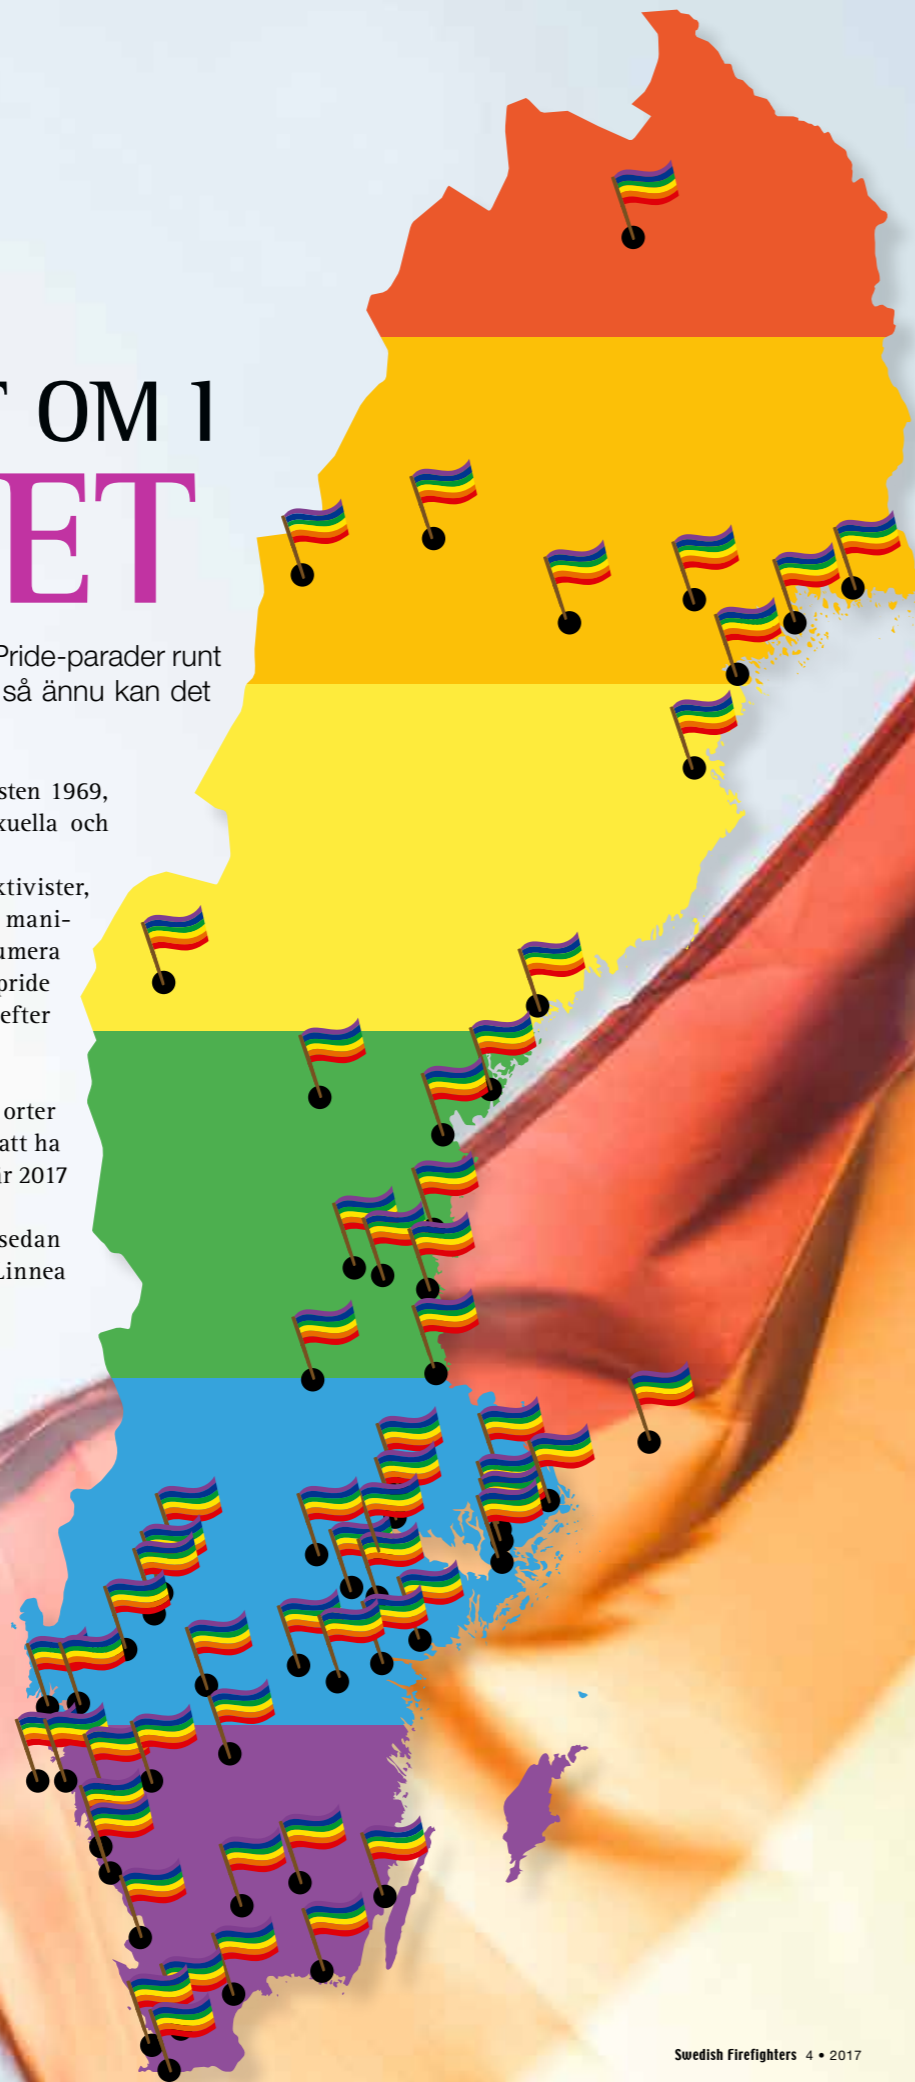 OM I
ET
Pride-parader runt
så ännu kan det
sten 1969,
xuella och
ktivister,
mani-
umera
pride
efter
orter
att ha
ir 2017
sedan
Linnea
Swedish Firefighters 4 • 2017